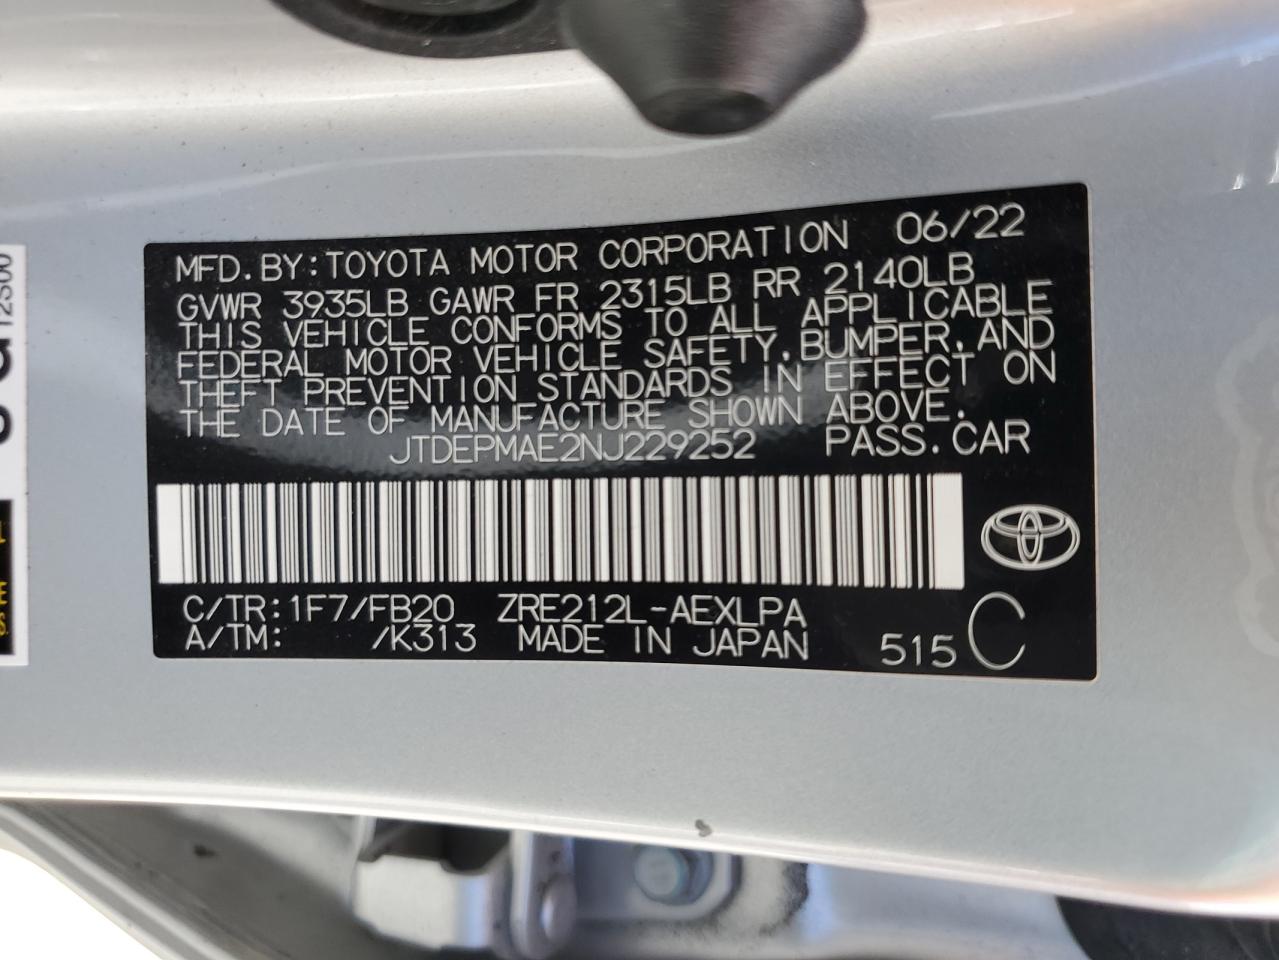 MFD.BY:TOYOTA MOTOR CORPORATION 06/22
GVWR 3935LB GAWR FR 2315LB RR 2140LB
THIS VEHICLE CONFORMS TO ALL APPLICABLE
FEDERAL MOTOR VEHICLE SAFETY,BUMPER,AND
THEFT PREVENTION STANDARDS IN EFFECT ON
THE DATE OF MANUFACTURE SHOWN ABOVE.
JTDEPMAE2NJ229252 PASS.CAR
C/TR:1F7/FB20 ZRE212L-AEXLPA
A/TM: /K313 MADE IN JAPAN 515 C